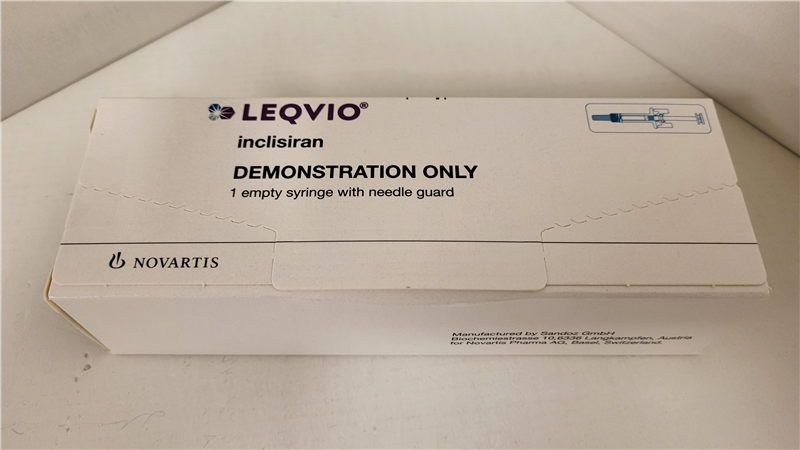 LEQVIO®
inclisiran
DEMONSTRATION ONLY
1 empty syringe with needle guard
NOVARTIS
Manufactured by Sandoz GmbH
Biochemiestrasse 10,6336 Langkampfen, Austria
for Novartis Pharma AG, Basel, Switzerland.